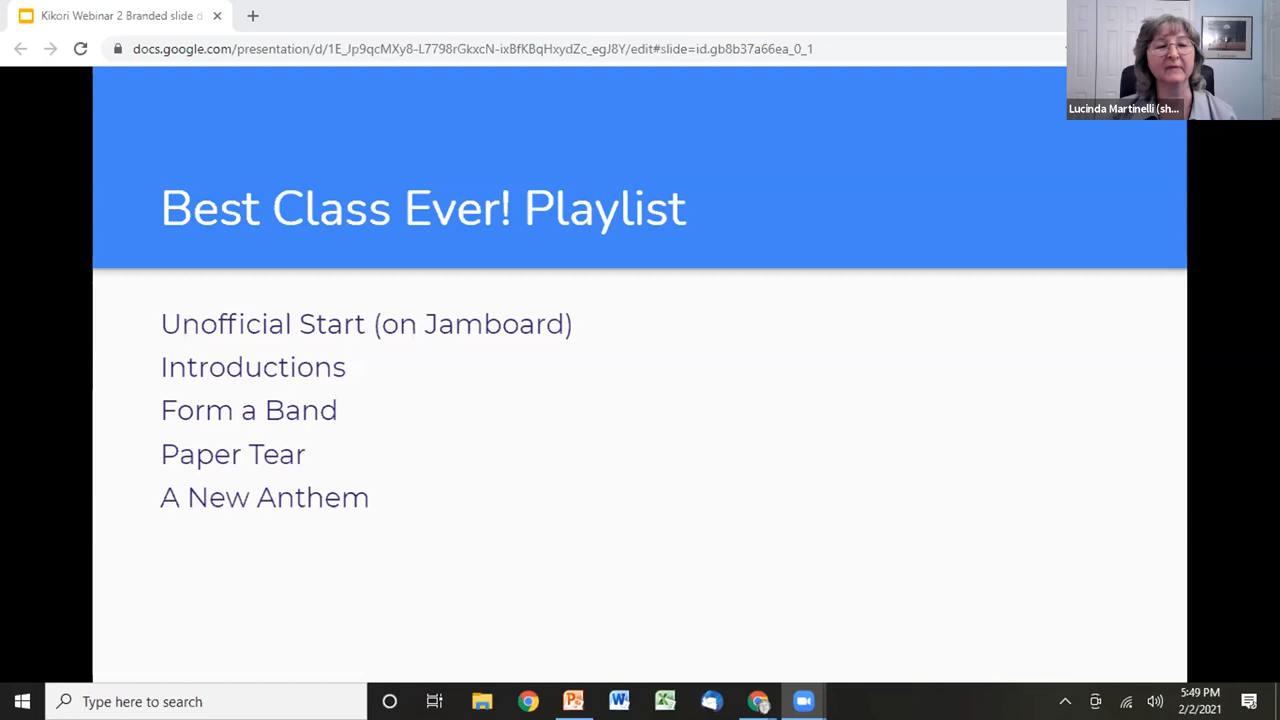 Kikori Webinar 2 Branded slide d
docs.google.com/presentation/d/1E_Jp9qcMXy8-L7798rGkxcN-ixBfKBqHxydZc_egJ8Y/edit#slide=id.gb8b37a66ea_0_1
Lucinda Martinelli (sh...
Best Class Ever! Playlist
Unofficial Start (on Jamboard)
Introductions
Form a Band
Paper Tear
A New Anthem
Type here to search
5:49 PM
2/2/2021